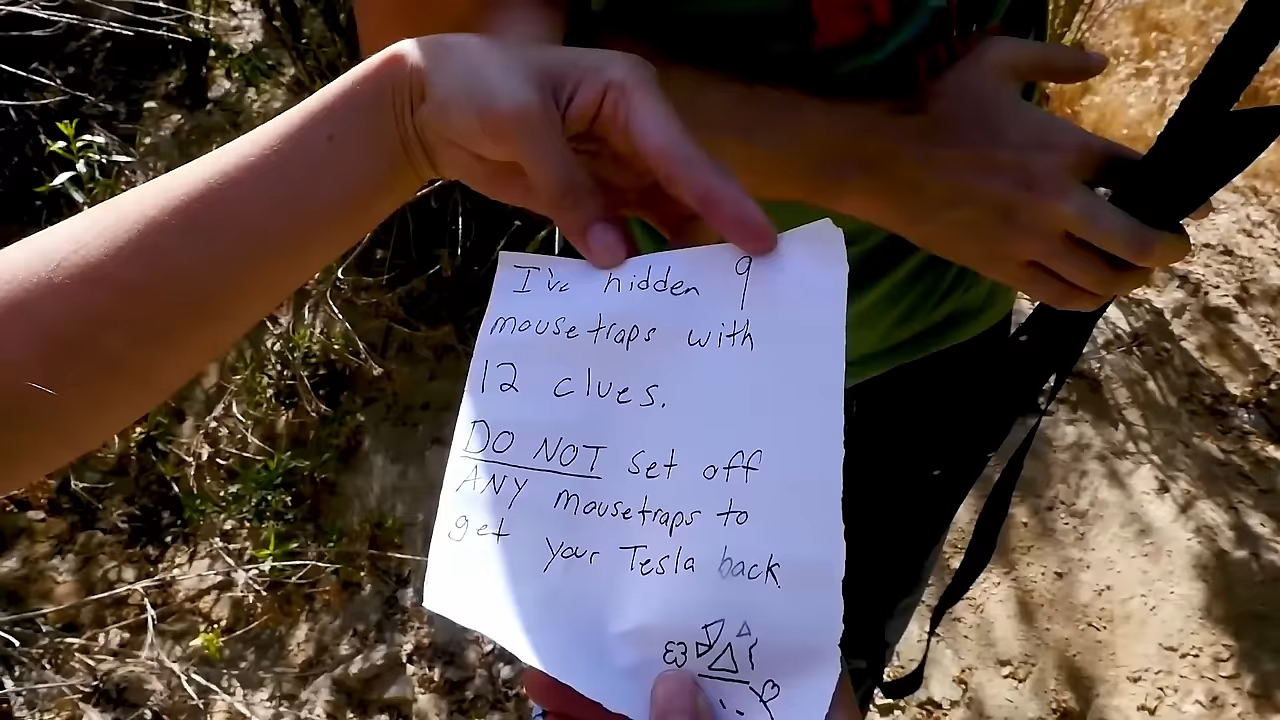 I've hidden 9
mousetraps with
12 clues.
DO NOT set off
ANY mousetraps to
get your Tesla back